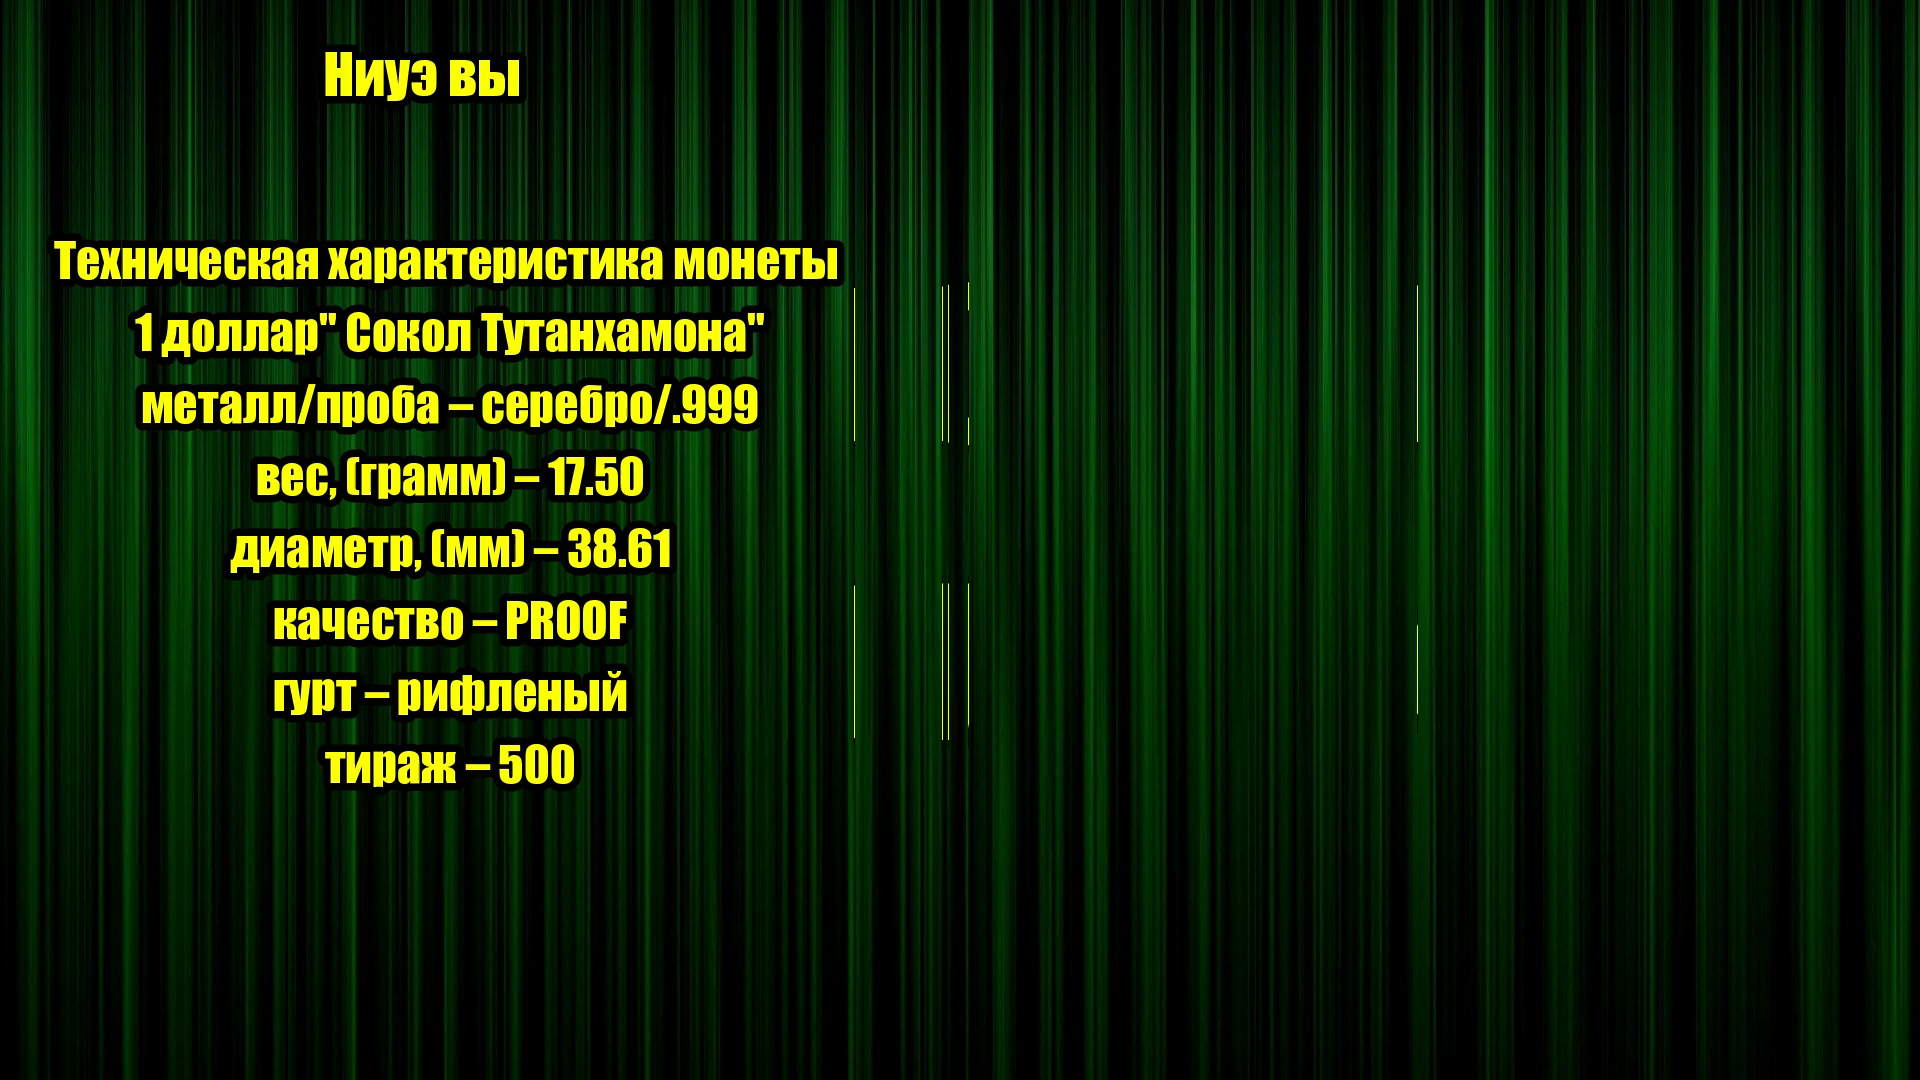 Ниуэ вы
Техническая характеристика монеты
1 доллар" Сокол Тутанхамона"
металл/проба – серебро/.999
вес, (грамм) – 17.50
диаметр, (мм) – 38.61
качество – PROOF
гурт – рифленый
тираж – 500